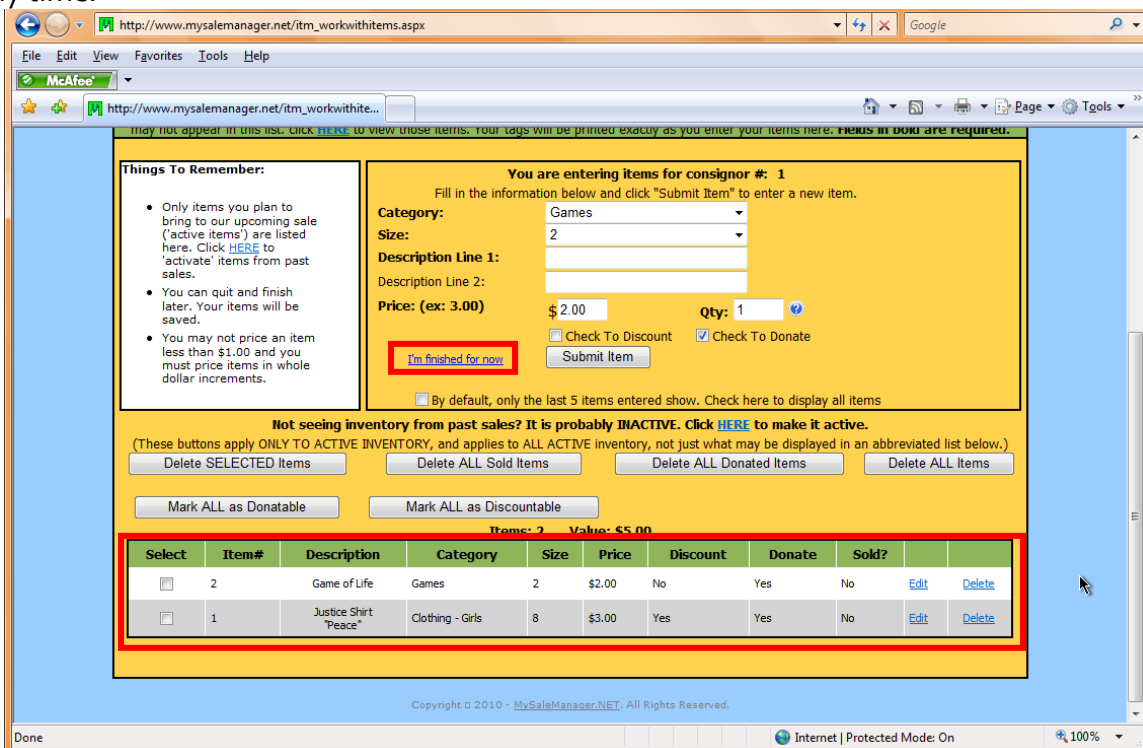 y time.
http://www.mysalemanager.net/itm_workwithitems.aspx
Google
File Edit View Favorites Tools Help
McAfee
http://www.mysalemanager.net/itm_workwithite...
Page Tools
may not appear in this list. click HERE to view those items. Your tags will be printed exactly as you enter your items here. Fields in bold are required.
Things To Remember:
• Only items you plan to
bring to our upcoming sale
('active items') are listed
here. Click HERE to
'activate' items from past
sales.
• You can quit and finish
later. Your items will be
saved.
• You may not price an item
less than $1.00 and you
must price items in whole
dollar increments.
You are entering items for consignor #: 1
Fill in the information below and click "Submit Item" to enter a new item.
Category: Games
Size: 2
Description Line 1:
Description Line 2:
Price: (ex: 3.00) $ 2.00 Qty: 1
Check To Discount Check To Donate
I'm finished for now Submit Item
By default, only the last 5 items entered show. Check here to display all items
Not seeing inventory from past sales? It is probably INACTIVE. Click HERE to make it active.
(These buttons apply ONLY TO ACTIVE INVENTORY, and applies to ALL ACTIVE inventory, not just what may be displayed in an abbreviated list below.)
Delete SELECTED Items Delete ALL Sold Items Delete ALL Donated Items Delete ALL Items
Mark ALL as Donatable Mark ALL as Discountable
Items: 2 Value: $5.00
Select Item# Description Category Size Price Discount Donate Sold?
2 Game of Life Games 2 $2.00 No Yes No Edit Delete
1 Justice Shirt "Peace" Clothing - Girls 8 $3.00 Yes Yes No Edit Delete
Copyright □ 2010 - MySaleManager.NET. All Rights Reserved.
Done Internet | Protected Mode: On 100%